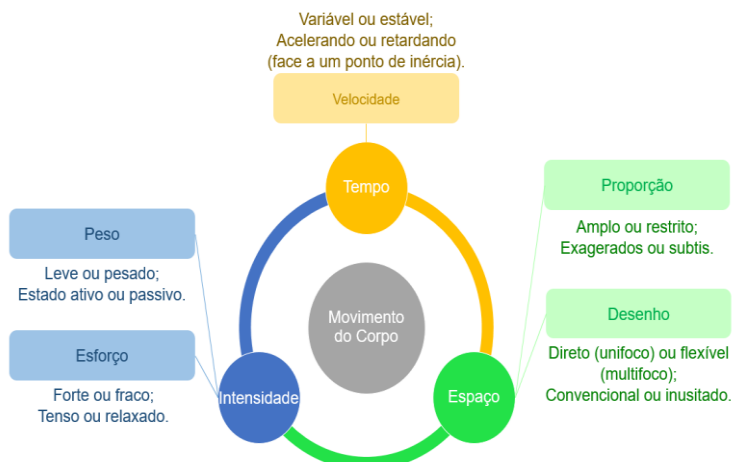 Variável ou estável;
Acelerando ou retardando
(face a um ponto de inércia).
Velocidade
Tempo
Peso
Leve ou pesado;
Estado ativo ou passivo.
Esforço
Forte ou fraco;
Tenso ou relaxado.
Intensidade
Movimento
do Corpo
Espaço
Proporção
Amplo ou restrito;
Exagerados ou subtis.
Desenho
Direto (unifoco) ou flexível
(multifoco);
Convencional ou inusitado.